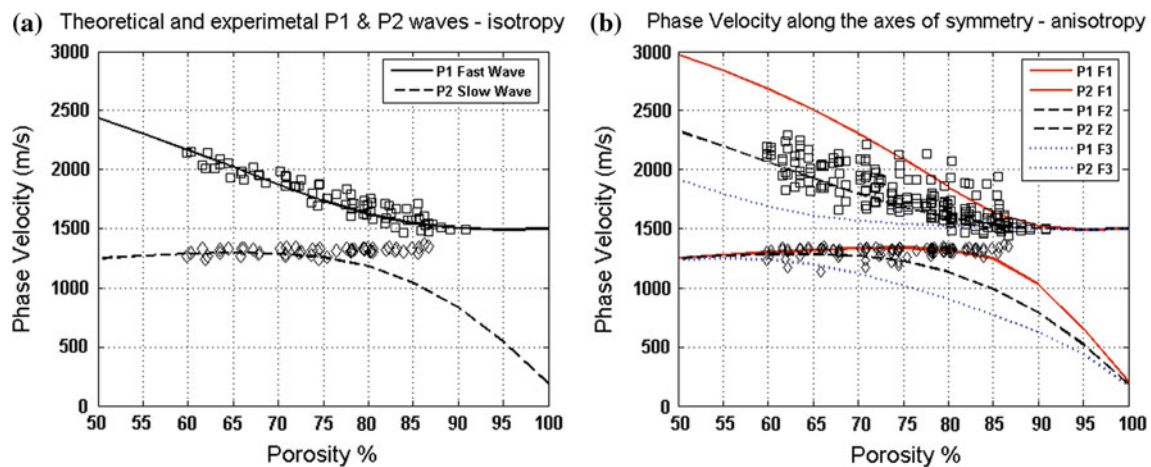 (a) Theoretical and experimetal P1 & P2 waves - isotropy
Phase Velocity (m/s)
3000
2500
2000
1500
1000
500
0
P1 Fast Wave
P2 Slow Wave
50 55 60 65 70 75 80 85 90 95 100
Porosity %
(b) Phase Velocity along the axes of symmetry - anisotropy
Phase Velocity (m/s)
3000
2500
2000
1500
1000
500
0
P1 F1
P2 F1
P1 F2
P2 F2
P1 F3
P2 F3
50 55 60 65 70 75 80 85 90 95 100
Porosity %